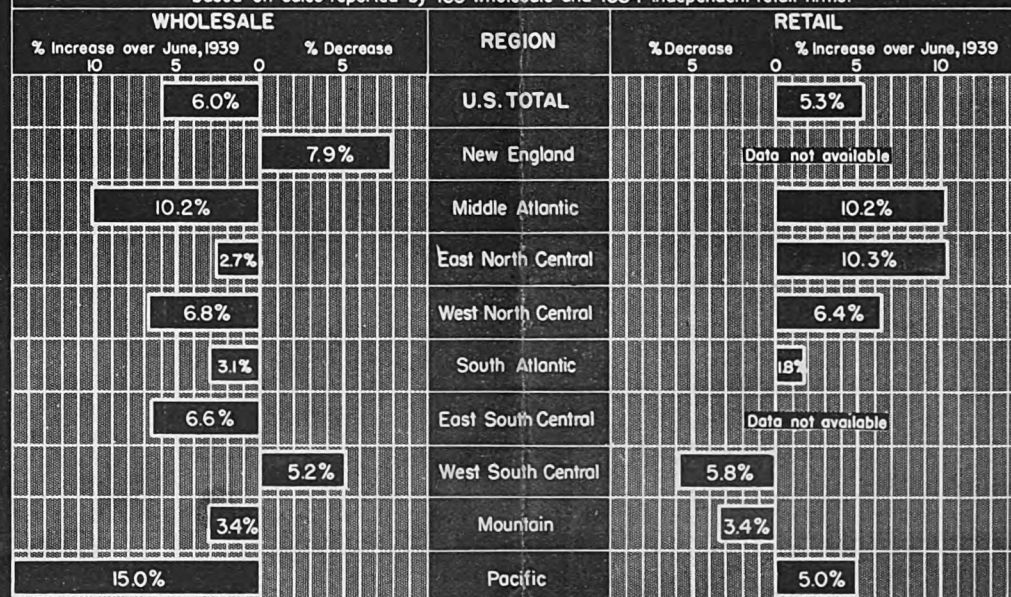 WHOLESALE RETAIL
% Increase over June, 1939 % Decrease REGION % Decrease % Increase over June, 1939
10 5 0 5 5 0 5 10
6.0% U.S. TOTAL 5.3%
7.9% New England Data not available
10.2% Middle Atlantic 10.2%
2.7% East North Central 10.3%
6.8% West North Central 6.4%
3.1% South Atlantic 1.8%
6.6% East South Central Data not available
5.2% West South Central 5.8%
3.4% Mountain 3.4%
15.0% Pacific 5.0%